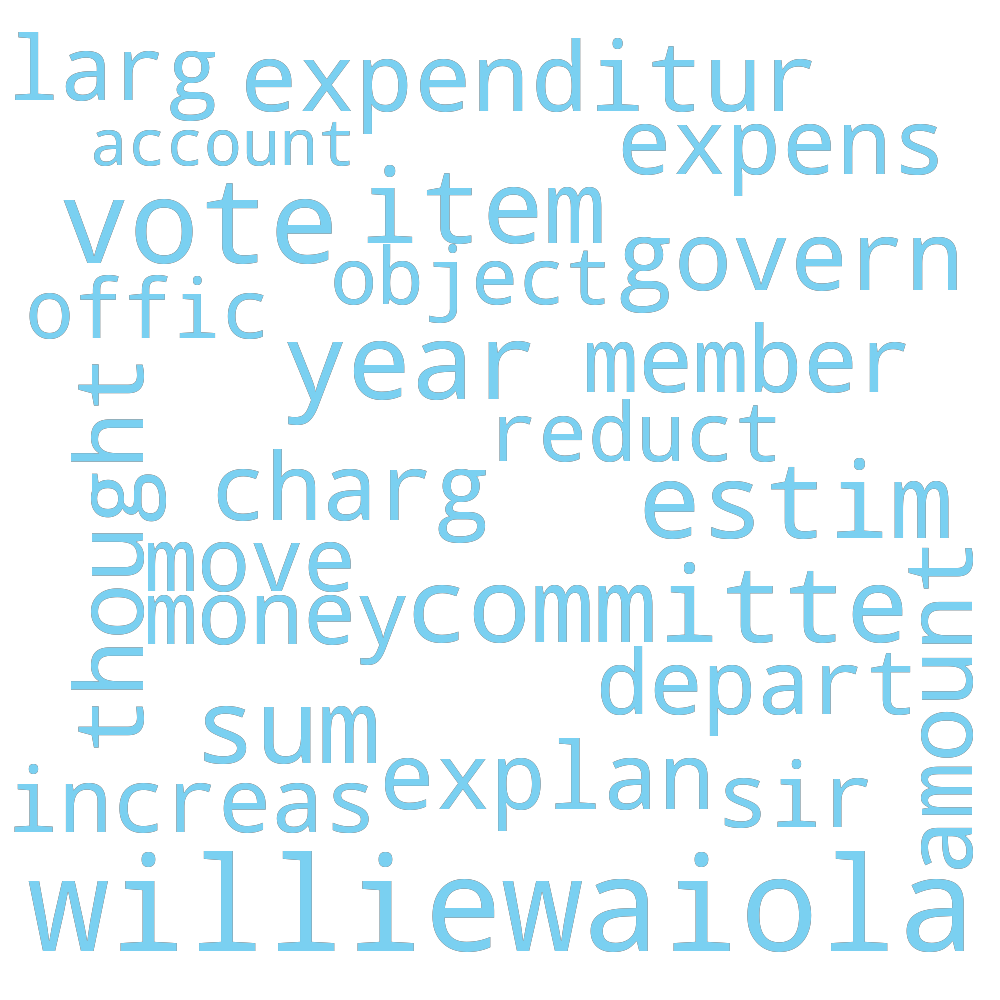 larg expenditur
account expens
vote item
object govern
offic
year member
thought
reduct
charg estim
move
money committe
amount
depart
sum
increas explan sir
williewaiola